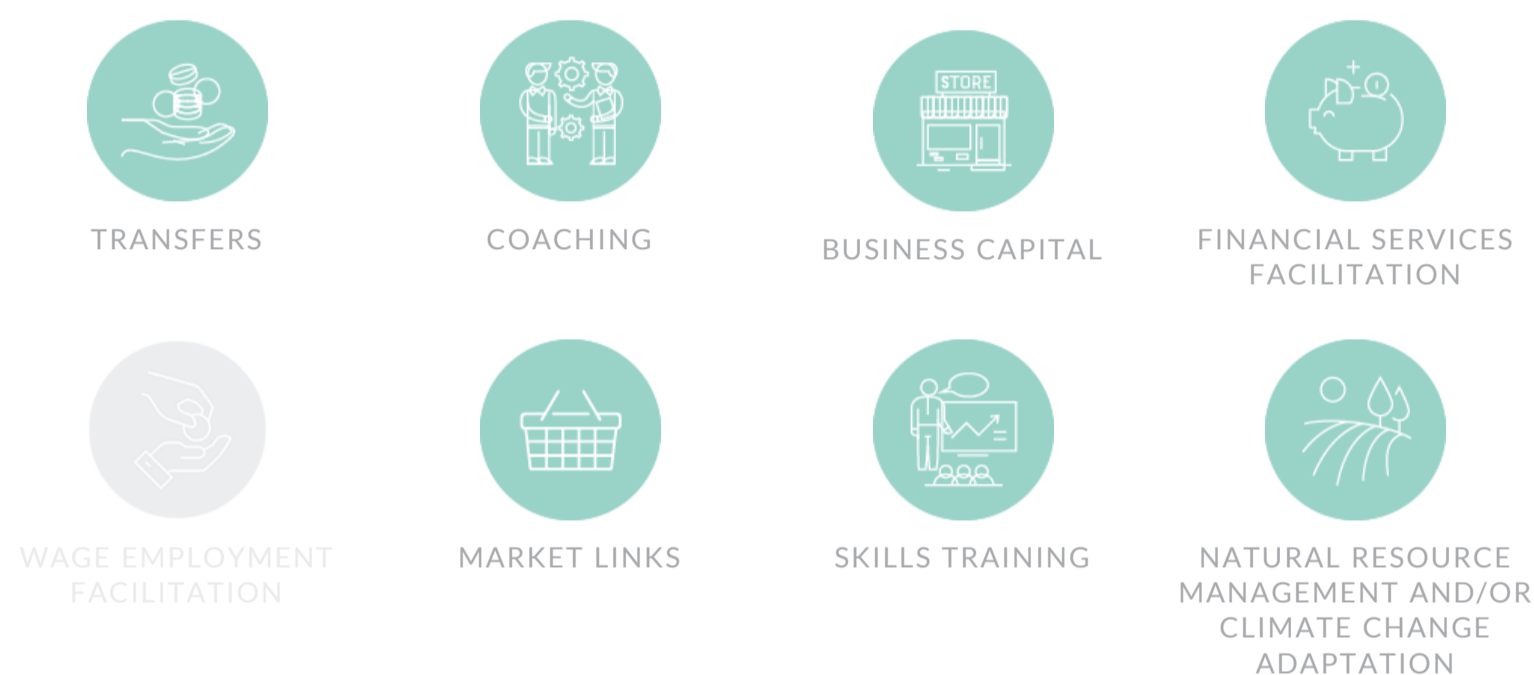 STORE
TRANSFERS
COACHING
BUSINESS CAPITAL
FINANCIAL SERVICES
FACILITATION
WAGE EMPLOYMENT
FACILITATION
MARKET LINKS
SKILLS TRAINING
NATURAL RESOURCE
MANAGEMENT AND/OR
CLIMATE CHANGE
ADAPTATION